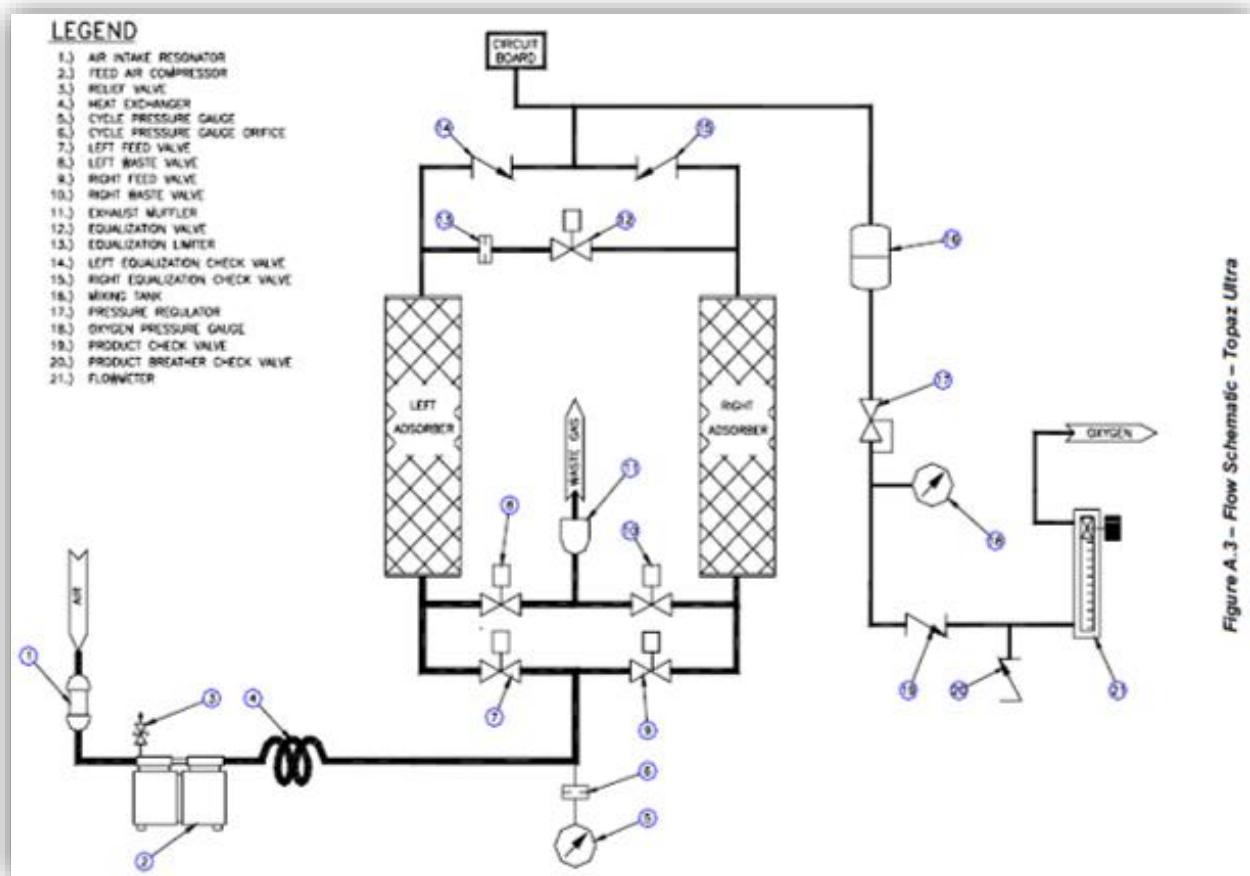 LEGEND
1.) AIR INTAKE RESONATOR
2.) FEED AIR COMPRESSOR
3.) RELIEF VALVE
4.) HEAT EXCHANGER
5.) CYCLE PRESSURE GAUGE
6.) CYCLE PRESSURE GAUGE ORIFICE
7.) LEFT FEED VALVE
8.) LEFT WASTE VALVE
9.) RIGHT FEED VALVE
10.) RIGHT WASTE VALVE
11.) EXHAUST MUFFLER
12.) EQUALIZATION VALVE
13.) EQUALIZATION LIMITER
14.) LEFT EQUALIZATION CHECK VALVE
15.) RIGHT EQUALIZATION CHECK VALVE
16.) MIXING TANK
17.) PRESSURE REGULATOR
18.) OXYGEN PRESSURE GAUGE
19.) PRODUCT CHECK VALVE
20.) PRODUCT BREATHER CHECK VALVE
21.) FLOWMETER
CIRCUIT
BOARD
14
15
13
12
16
LEFT
ADSORBER
RIGHT
ADSORBER
WASTE GAS
11
17
OXYGEN
18
8
10
AIR
1
3
4
7
9
19
20
21
6
5
2
Figure A.3 – Flow Schematic – Topaz Ultra